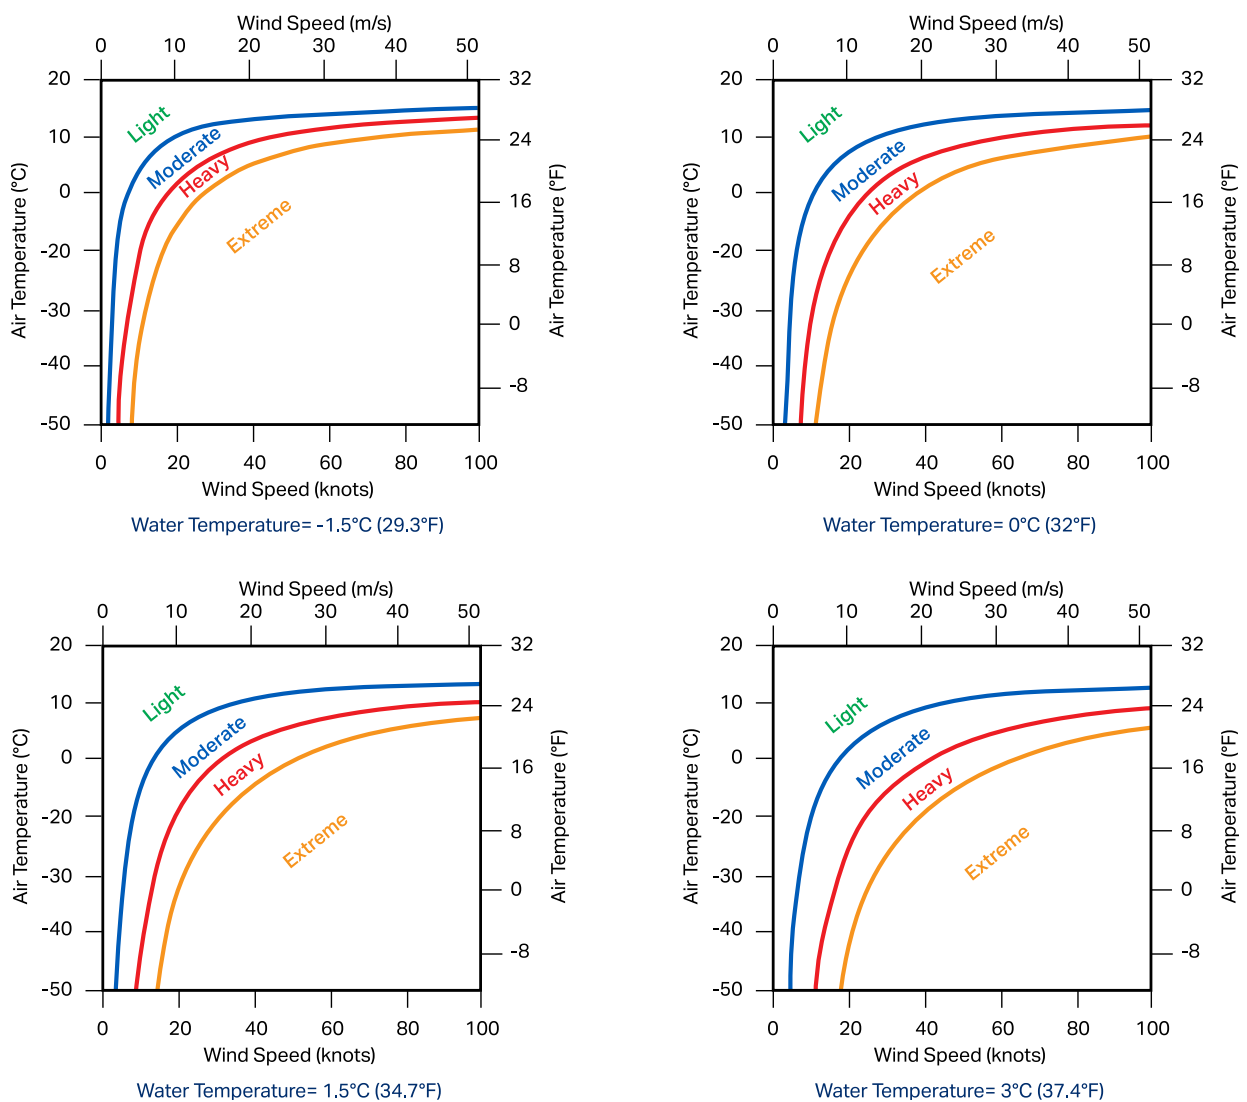 Wind Speed (m/s)
0 10 20 30 40 50
20 32
10 24
0 16
-20 8
-30 0
-40 -8
-50
Air Temperature (°C)
Air Temperature (°F)
Light
Moderate
Heavy
Extreme
0 20 40 60 80 100
Wind Speed (knots)
Water Temperature= -1.5°C (29.3°F)
Wind Speed (m/s)
0 10 20 30 40 50
20 32
10 24
0 16
-20 8
-30 0
-40 -8
-50
Air Temperature (°C)
Air Temperature (°F)
Light
Moderate
Heavy
Extreme
0 20 40 60 80 100
Wind Speed (knots)
Water Temperature= 0°C (32°F)
Wind Speed (m/s)
0 10 20 30 40 50
20 32
10 24
0 16
-20 8
-30 0
-40 -8
-50
Air Temperature (°C)
Air Temperature (°F)
Light
Moderate
Heavy
Extreme
0 20 40 60 80 100
Wind Speed (knots)
Water Temperature= 1.5°C (34.7°F)
Wind Speed (m/s)
0 10 20 30 40 50
20 32
10 24
0 16
-20 8
-30 0
-40 -8
-50
Air Temperature (°C)
Air Temperature (°F)
Light
Moderate
Heavy
Extreme
0 20 40 60 80 100
Wind Speed (knots)
Water Temperature= 3°C (37.4°F)